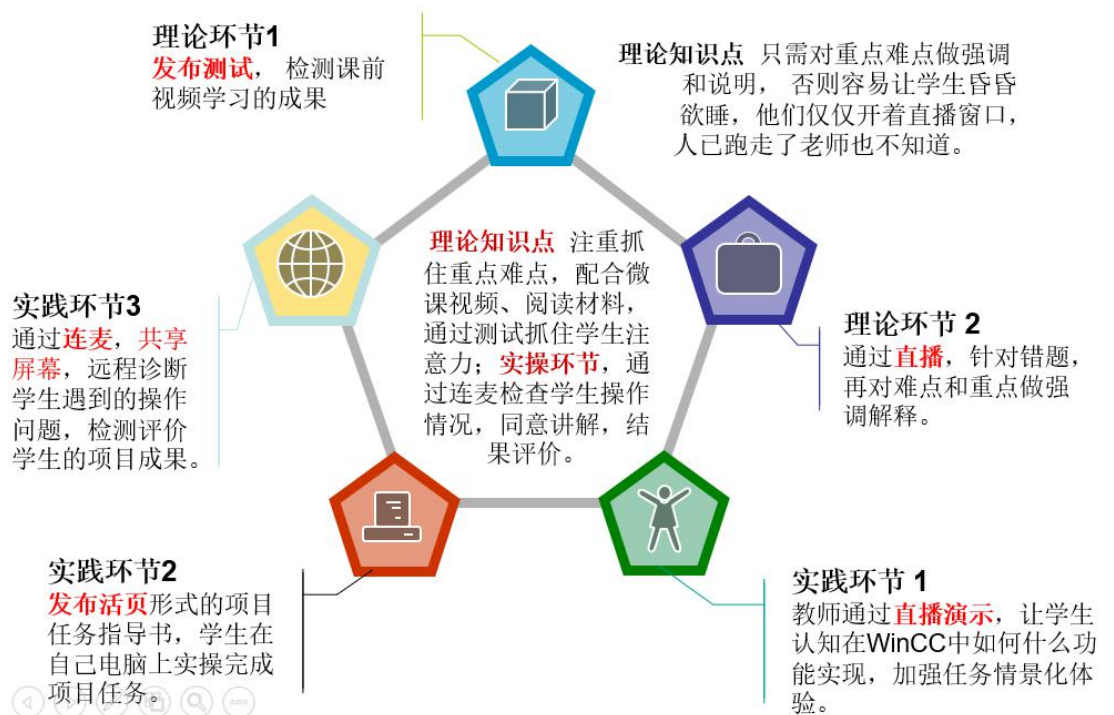 理论环节1
发布测试， 检测课前
视频学习的成果
理论知识点 只需对重点难点做强调
和说明， 否则容易让学生昏昏
欲睡，他们仅仅开着直播窗口，
人已跑走了老师也不知道。
理论知识点 注重抓
住重点难点，配合微
课视频、阅读材料，
通过测试抓住学生注
意力；实操环节，通
过连麦检查学生操作
情况，同意讲解，结
果评价。
理论环节 2
通过直播，针对错题，
再对难点和重点做强
调解释。
实践环节3
通过连麦，共享
屏幕，远程诊断
学生遇到的操作
问题，检测评价
学生的项目成果。
实践环节2
发布活页形式的项目
任务指导书，学生在
自己电脑上实操完成
项目任务。
实践环节 1
教师通过直播演示，让学生
认知在WinCC中如何什么功
能实现，加强任务情景化体
验。